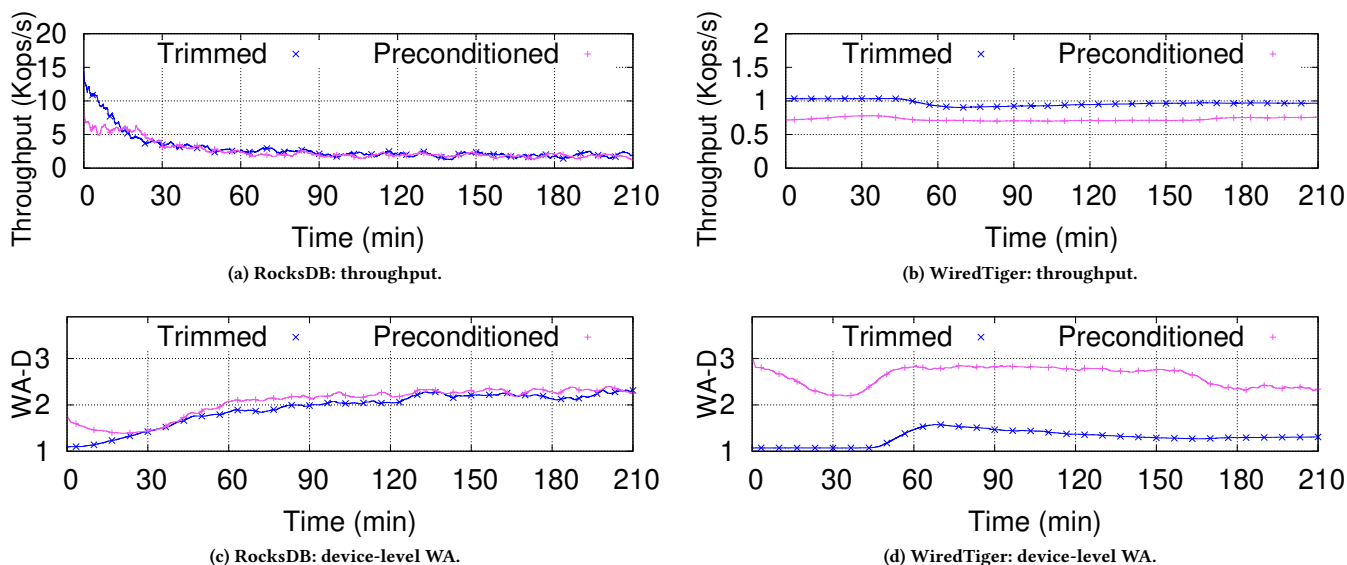 Throughput (Kops/s)
20
15
10
5
0
Trimmed
Preconditioned
0 30 60 90 120 150 180 210
Time (min)
(a) RocksDB: throughput.
Throughput (Kops/s)
2
1.5
1
0.5
0
Trimmed
Preconditioned
0 30 60 90 120 150 180 210
Time (min)
(b) WiredTiger: throughput.
WA-D
3
2
1
Trimmed
Preconditioned
0 30 60 90 120 150 180 210
Time (min)
(c) RocksDB: device-level WA.
WA-D
3
2
1
Trimmed
Preconditioned
0 30 60 90 120 150 180 210
Time (min)
(d) WiredTiger: device-level WA.